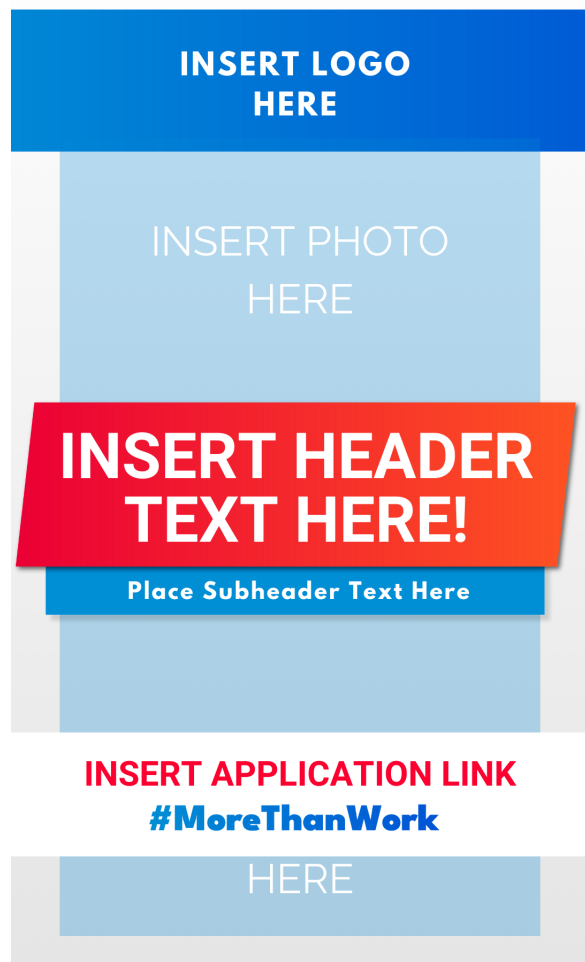 INSERT LOGO
HERE
INSERT PHOTO
HERE
INSERT HEADER
TEXT HERE!
Place Subheader Text Here
INSERT APPLICATION LINK
#MoreThanWork
HERE